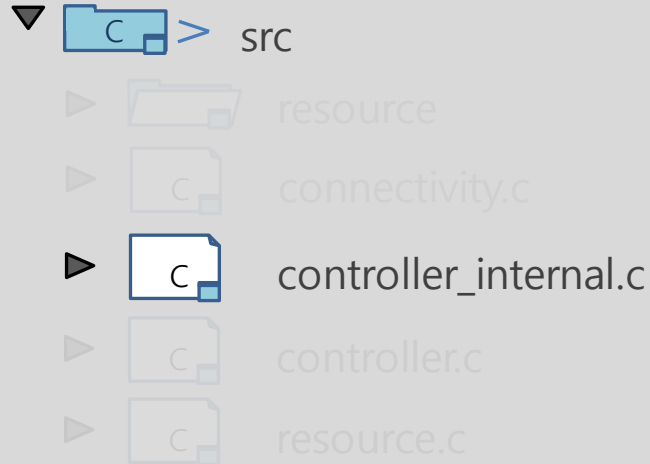 C > src
resource
C connectivity.c
C controller_internal.c
C controller.c
C resource.c